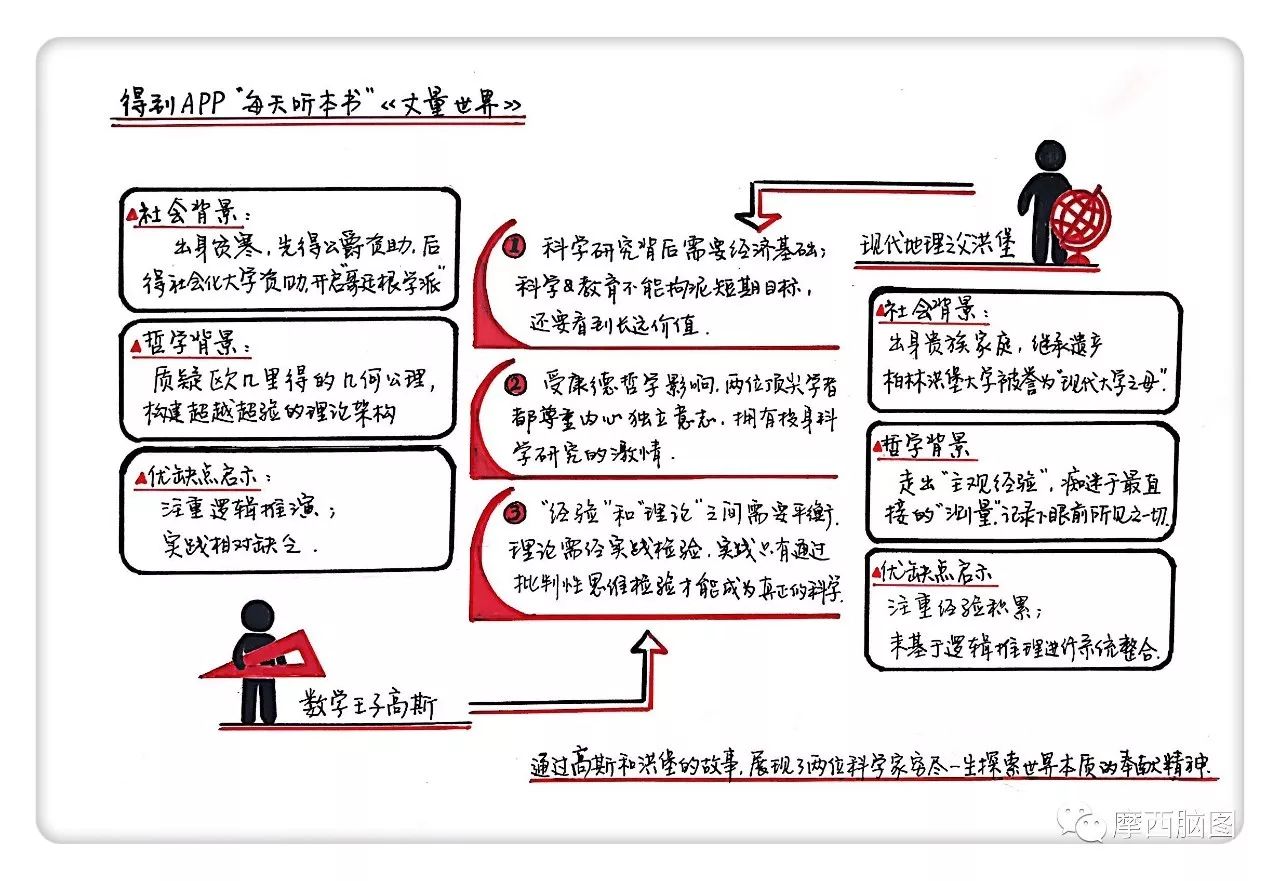 得到APP“每天听本书”《丈量世界》
▲社会背景：
出身贫寒，先得公爵资助，后
得社会化大学资助，开启“哥廷根学派”
▲哲学背景：
质疑欧几里得的几何公理，
构建超越超验的理论架构
▲优缺点启示：
注重逻辑推演；
实践相对缺乏.
数学王子高斯
① 科学研究背后需要经济基础；
科学&教育不能拘泥短期目标，
还要看到长远价值.
② 受康德哲学影响，两位顶尖学者
都尊重内心独立意志，拥有投身科
学研究的激情.
③ “经验”和“理论”之间需要平衡.
理论需经实践检验，实践只有通过
批判性思维检验才能成为真正的科学.
现代地理之父洪堡
▲社会背景：
出身贵族家庭，继承遗产
柏林洪堡大学被誉为“现代大学之母”.
▲哲学背景
走出“主观经验”，痴迷于最直
接的“测量”，记录下眼前所见之一切.
▲优缺点启示
注重经验积累；
未基于逻辑推理进行系统整合.
通过高斯和洪堡的故事，展现了两位科学家穷尽一生探索世界本质的奉献精神.
摩西脑图